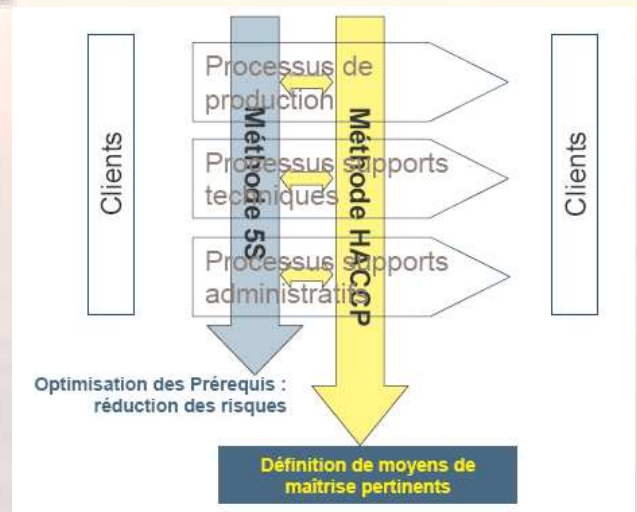 Clients
Processus de
production
Processus supports
techniques
Processus supports
administratifs
Méthode 5S
Méthode HACCP
Clients
Optimisation des Prérequis :
réduction des risques
Définition de moyens de
maîtrise pertinents